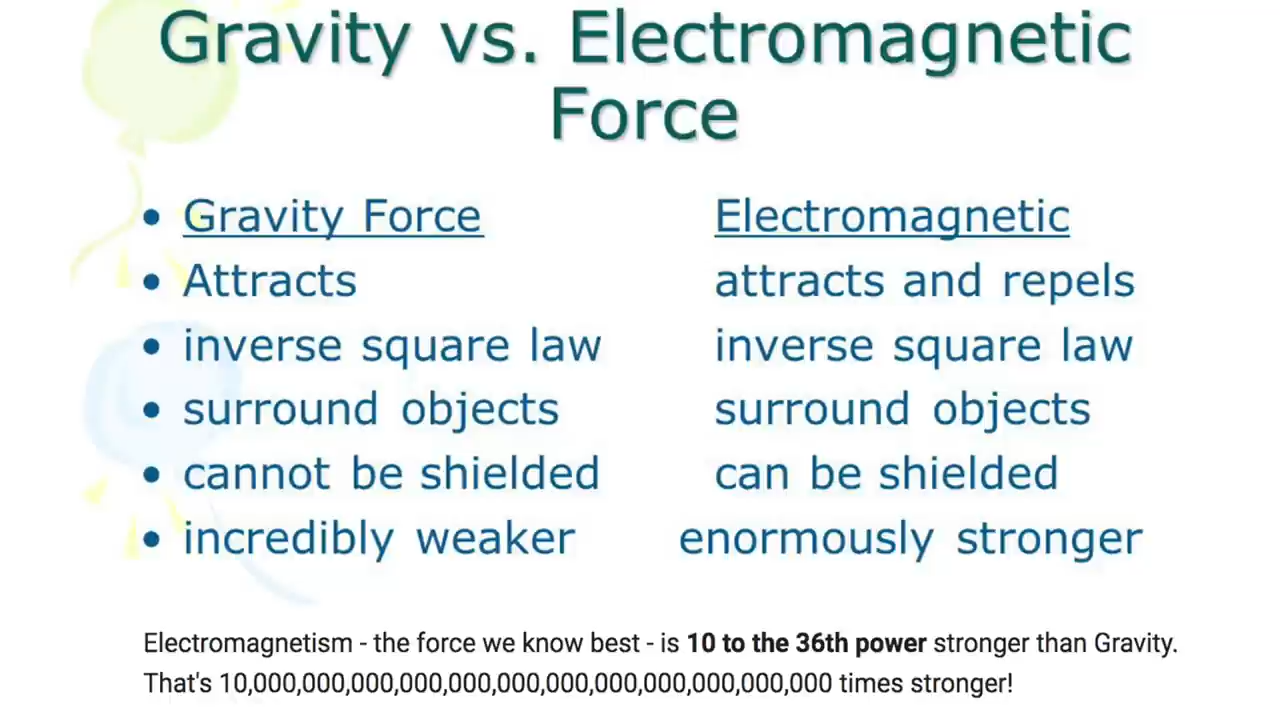 Gravity vs. Electromagnetic
Force
• Gravity Force Electromagnetic
• Attracts attracts and repels
• inverse square law inverse square law
• surround objects surround objects
• cannot be shielded can be shielded
• incredibly weaker enormously stronger
Electromagnetism - the force we know best - is 10 to the 36th power stronger than Gravity.
That's 10,000,000,000,000,000,000,000,000,000,000,000,000 times stronger!